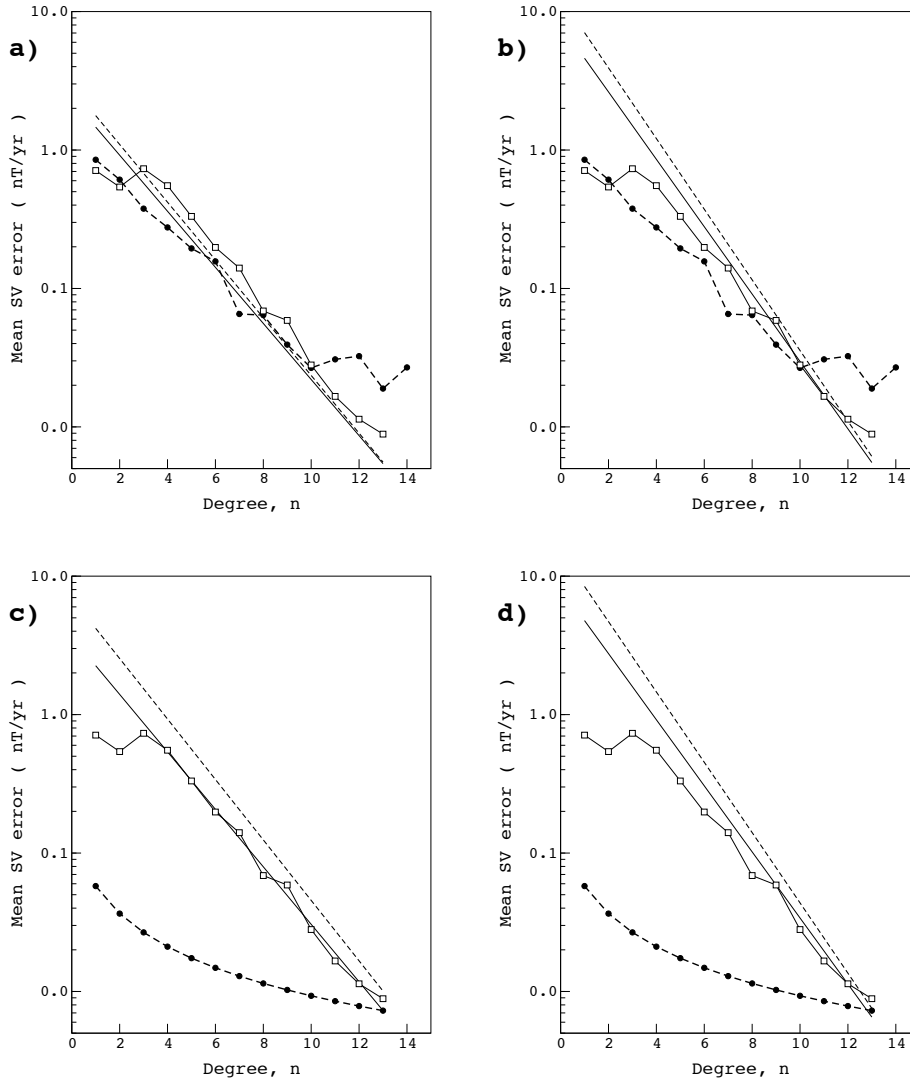 a)
10.0
1.0
0.1
0.0
Mean SV error ( nT/yr )
0 2 4 6 8 10 12 14
Degree, n
b)
10.0
1.0
0.1
0.0
Mean SV error ( nT/yr )
0 2 4 6 8 10 12 14
Degree, n
c)
10.0
1.0
0.1
0.0
Mean SV error ( nT/yr )
0 2 4 6 8 10 12 14
Degree, n
d)
10.0
1.0
0.1
0.0
Mean SV error ( nT/yr )
0 2 4 6 8 10 12 14
Degree, n